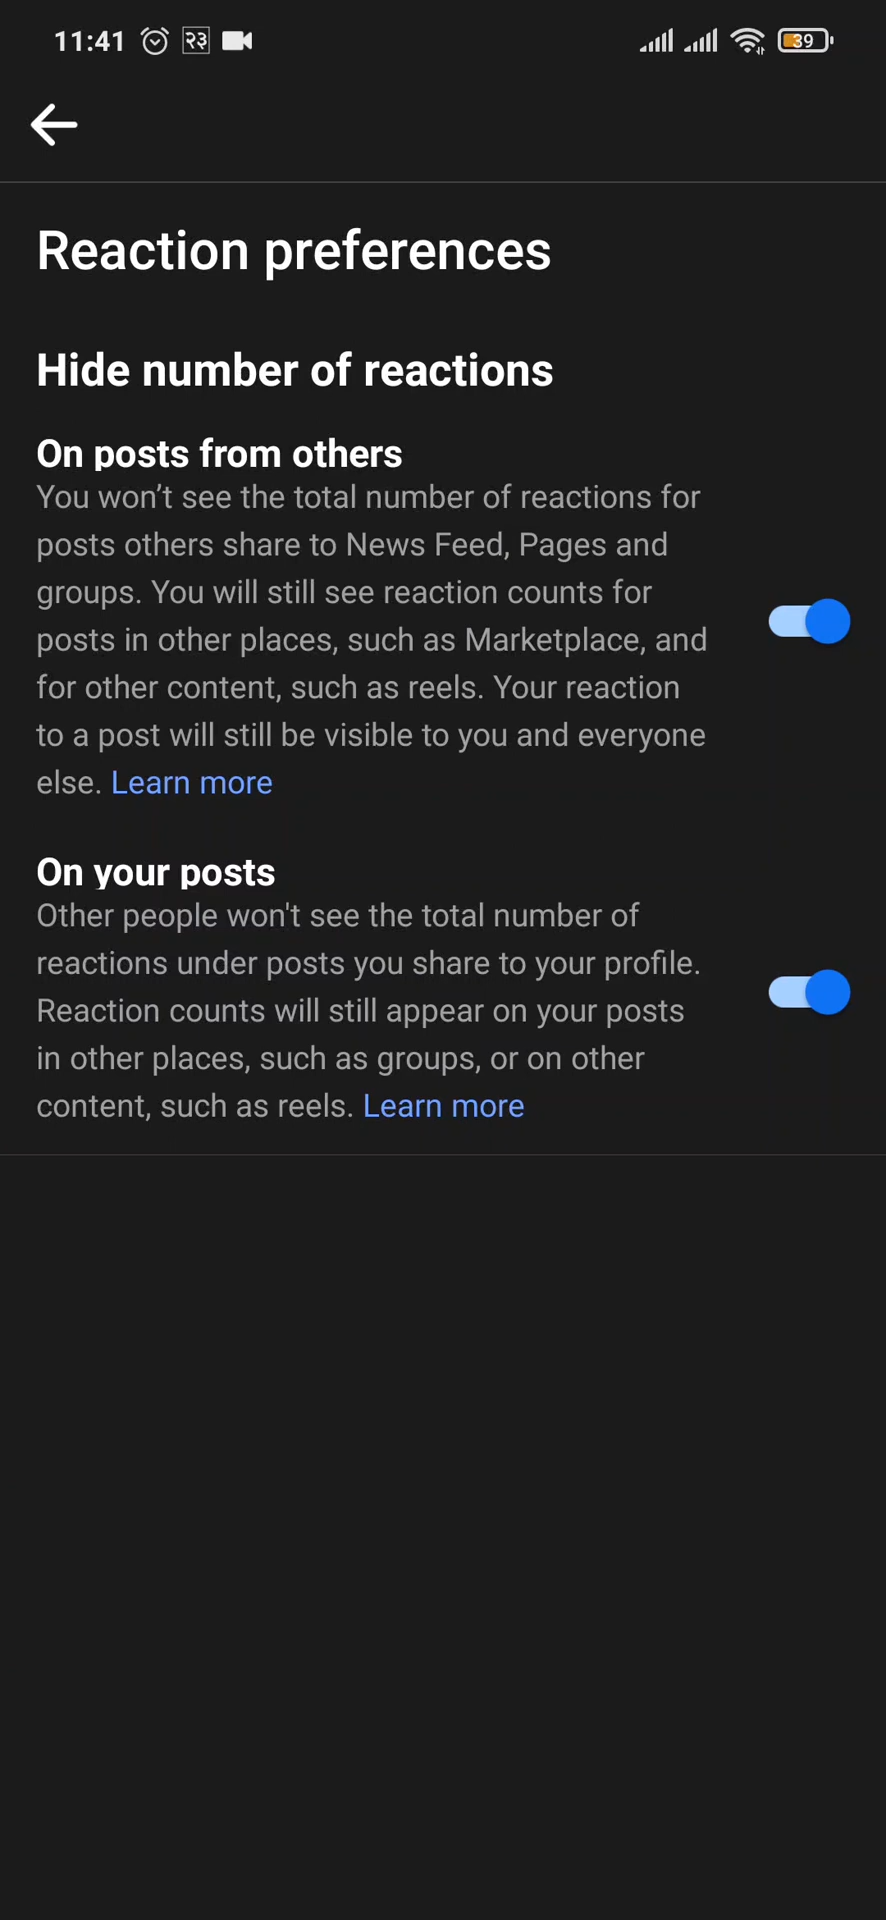 11:41 २३ 39
Reaction preferences
Hide number of reactions
On posts from others
You won’t see the total number of reactions for
posts others share to News Feed, Pages and
groups. You will still see reaction counts for
posts in other places, such as Marketplace, and
for other content, such as reels. Your reaction
to a post will still be visible to you and everyone
else. Learn more
On your posts
Other people won't see the total number of
reactions under posts you share to your profile.
Reaction counts will still appear on your posts
in other places, such as groups, or on other
content, such as reels. Learn more